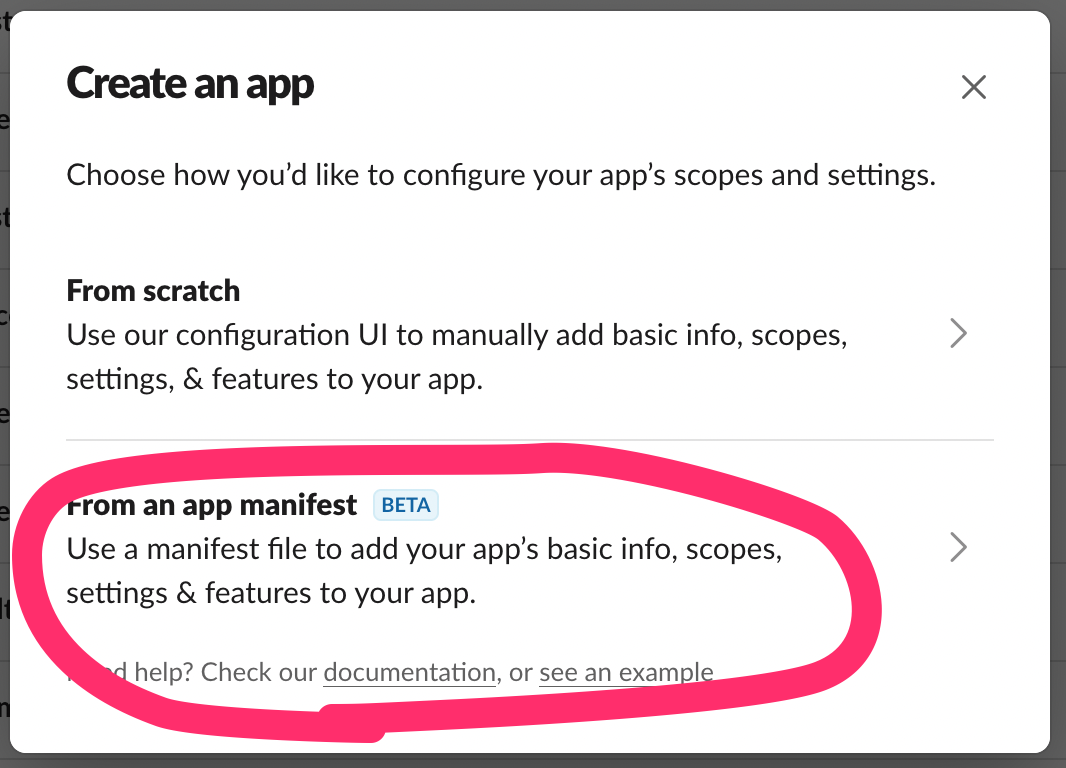 Create an app
Choose how you’d like to configure your app’s scopes and settings.
From scratch
Use our configuration UI to manually add basic info, scopes,
settings, & features to your app.
From an app manifest BETA
Use a manifest file to add your app’s basic info, scopes,
settings & features to your app.
help? Check our documentation, or see an example